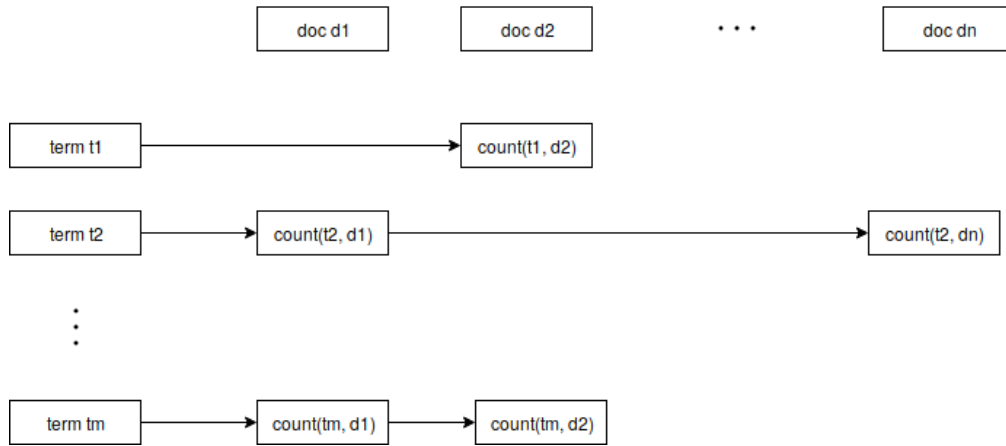 doc d1 doc d2 ... doc dn
term t1 count(t1, d2)
term t2 count(t2, d1) count(t2, dn)
term tm count(tm, d1) count(tm, d2)